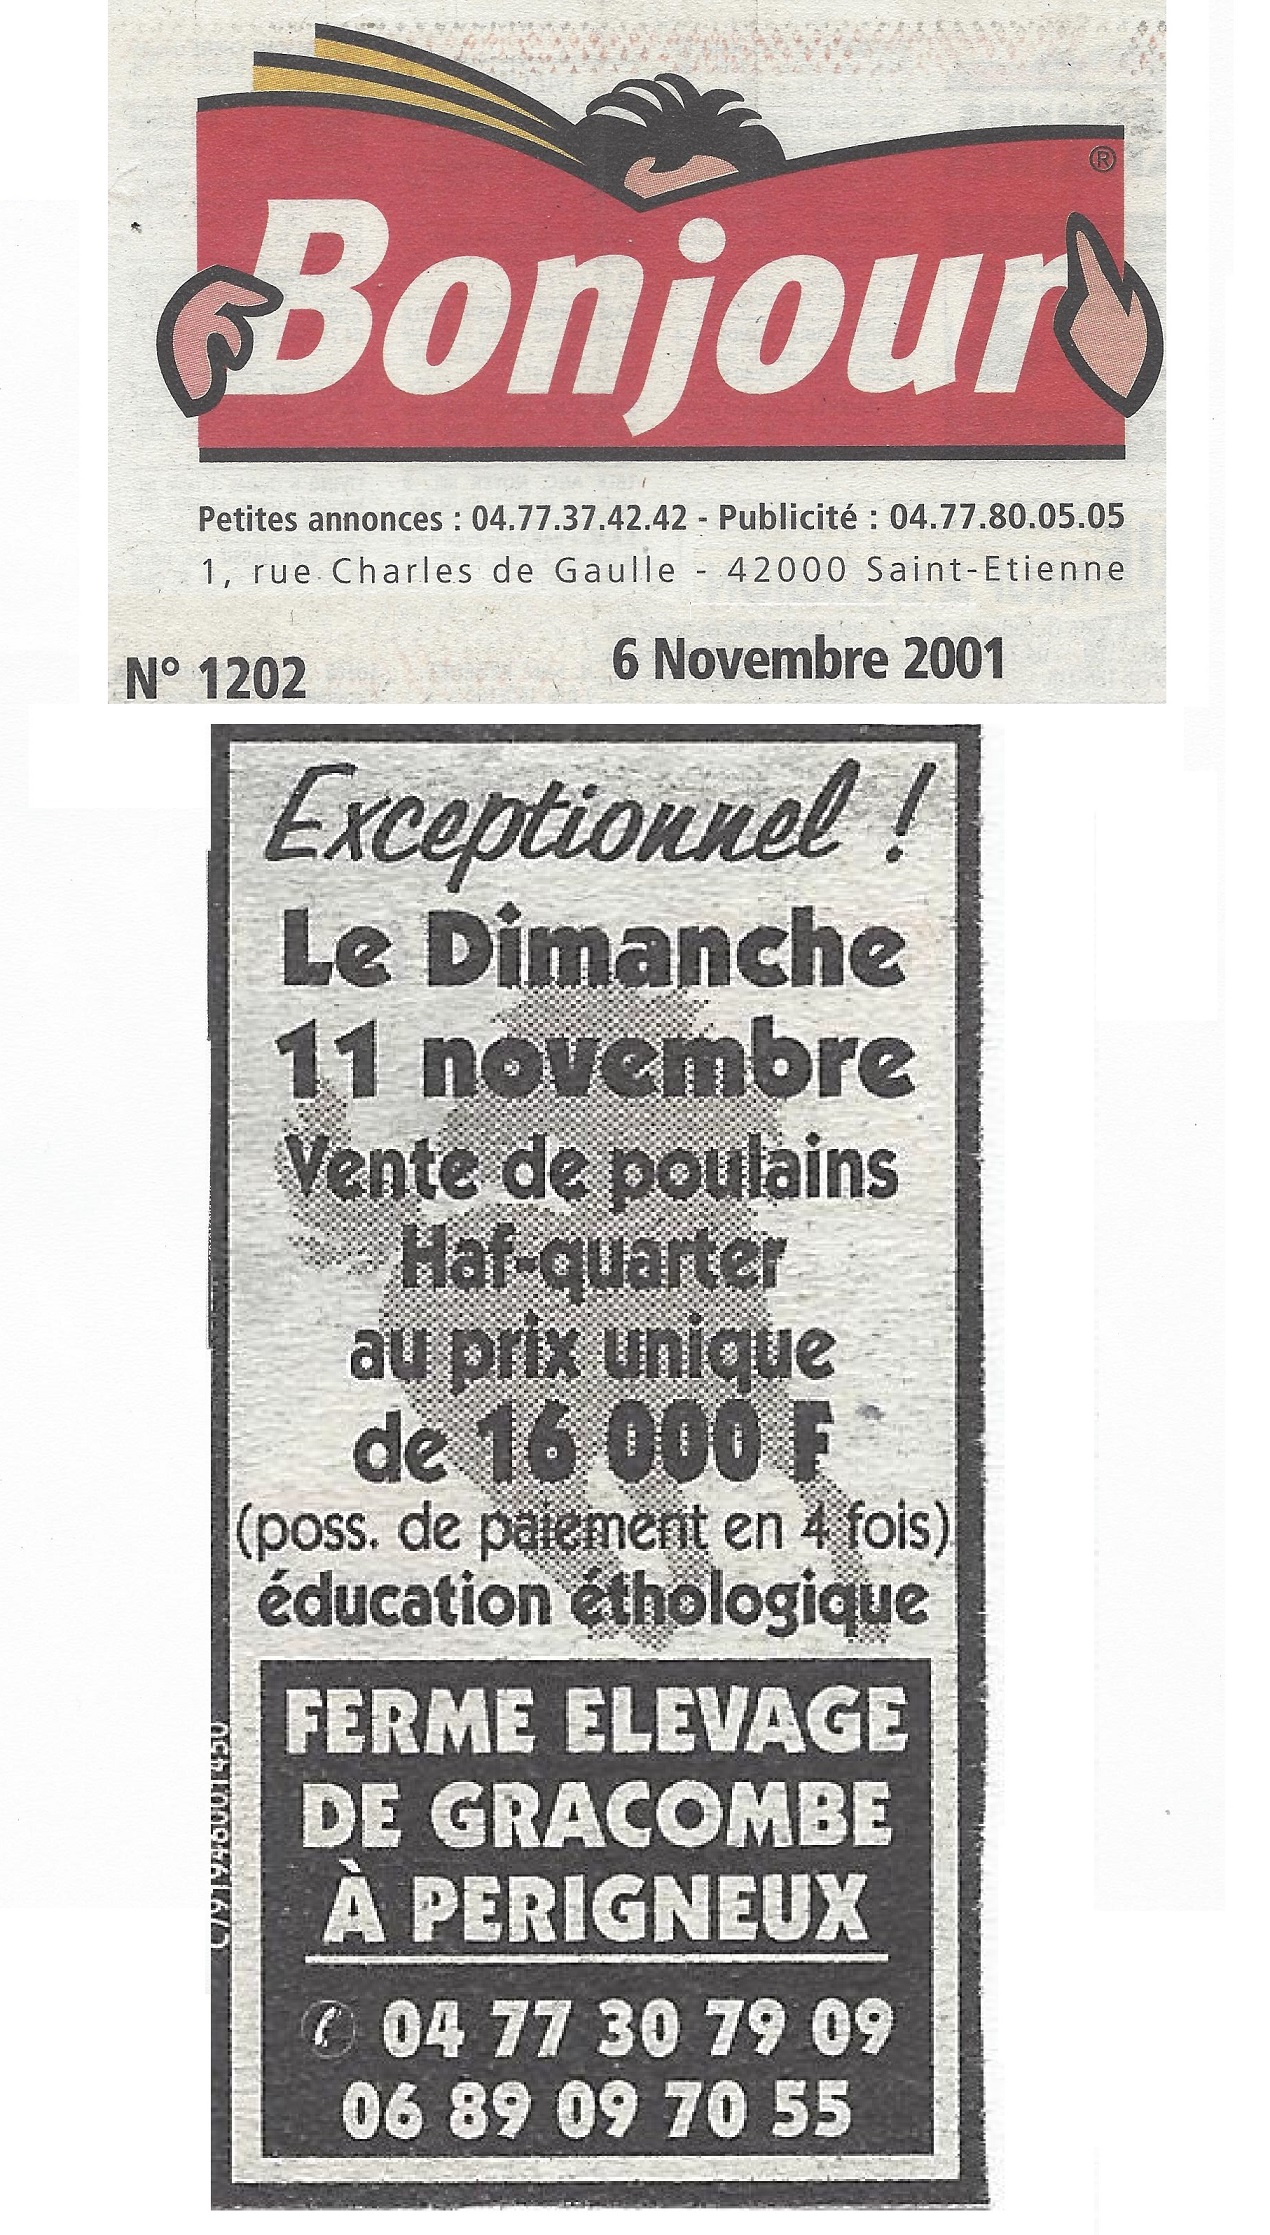 Bonjour
®
Petites annonces : 04.77.37.42.42 - Publicité : 04.77.80.05.05
1, rue Charles de Gaulle - 42000 Saint-Etienne
N° 1202
6 Novembre 2001
Exceptionnel !
Le Dimanche
11 novembre
Vente de poulains
Haf-quarter
au prix unique
de 16 000 F
(poss. de paiement en 4 fois)
éducation éthologique
FERME ELEVAGE
DE GRACOMBE
À PERIGNEUX
04 77 30 79 09
06 89 09 70 55